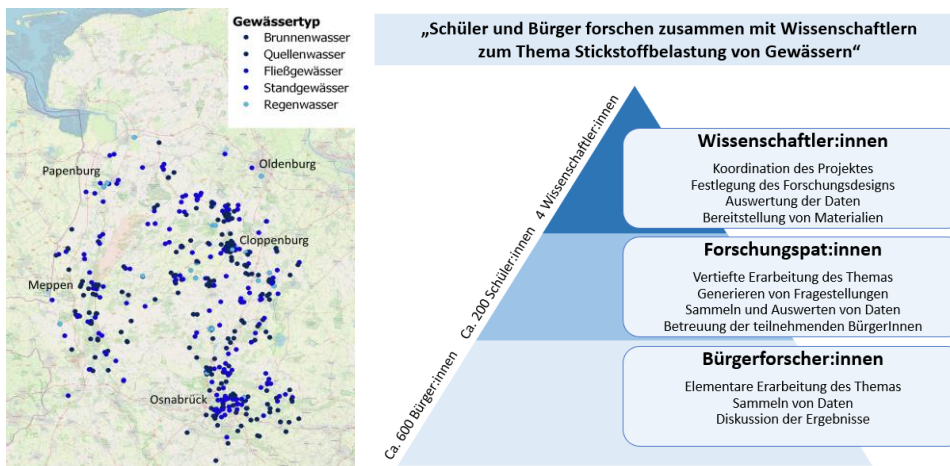 Gewässertyp
Brunnenwasser
Quellenwasser
Fließgewässer
Standgewässer
Regenwasser
Papenburg
Oldenburg
Cloppenburg
Meppen
Osnabrück
„Schüler und Bürger forschen zusammen mit Wissenschaftlern
zum Thema Stickstoffbelastung von Gewässern“
4 Wissenschaftler:innen
Wissenschaftler:innen
Koordination des Projektes
Festlegung des Forschungsdesigns
Auswertung der Daten
Bereitstellung von Materialien
Ca. 200 Schüler:innen
Forschungspat:innen
Vertiefte Erarbeitung des Themas
Generieren von Fragestellungen
Sammeln und Auswerten von Daten
Betreuung der teilnehmenden BürgerInnen
Ca. 600 Bürger:innen
Bürgerforscher:innen
Elementare Erarbeitung des Themas
Sammeln von Daten
Diskussion der Ergebnisse